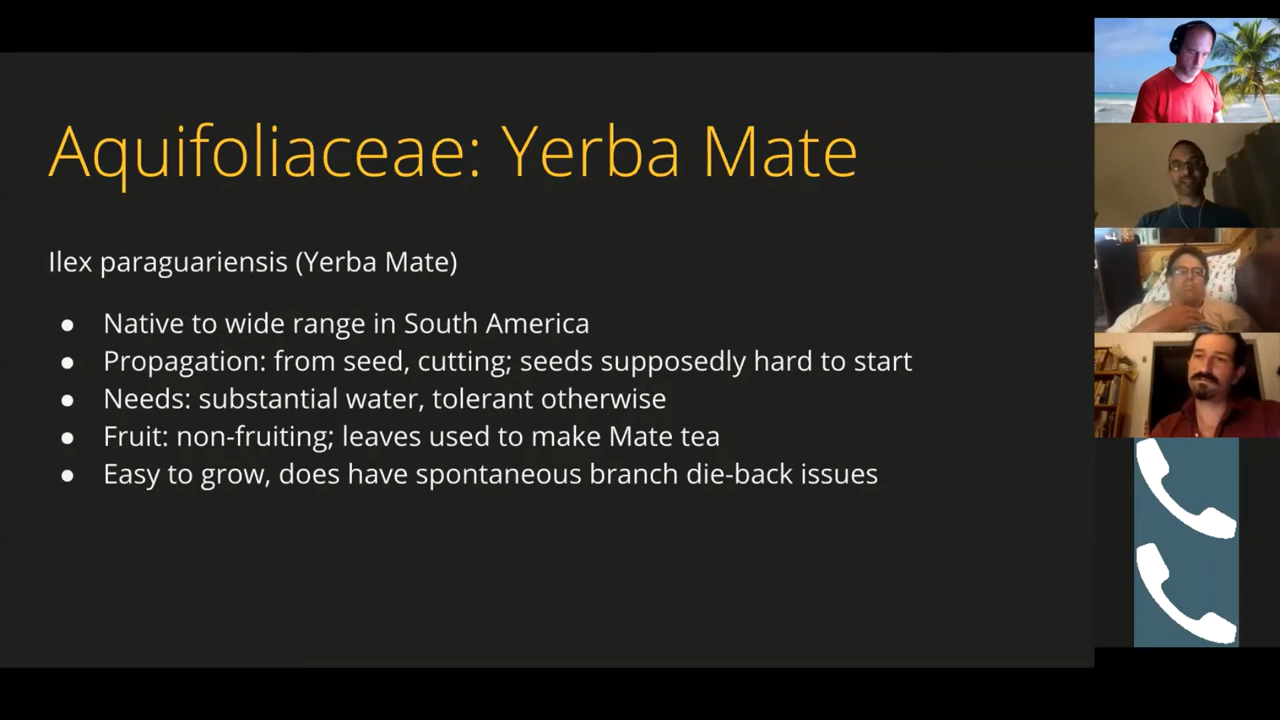 Aquifoliaceae: Yerba Mate
Ilex paraguariensis (Yerba Mate)
● Native to wide range in South America
● Propagation: from seed, cutting; seeds supposedly hard to start
● Needs: substantial water, tolerant otherwise
● Fruit: non-fruiting; leaves used to make Mate tea
● Easy to grow, does have spontaneous branch die-back issues